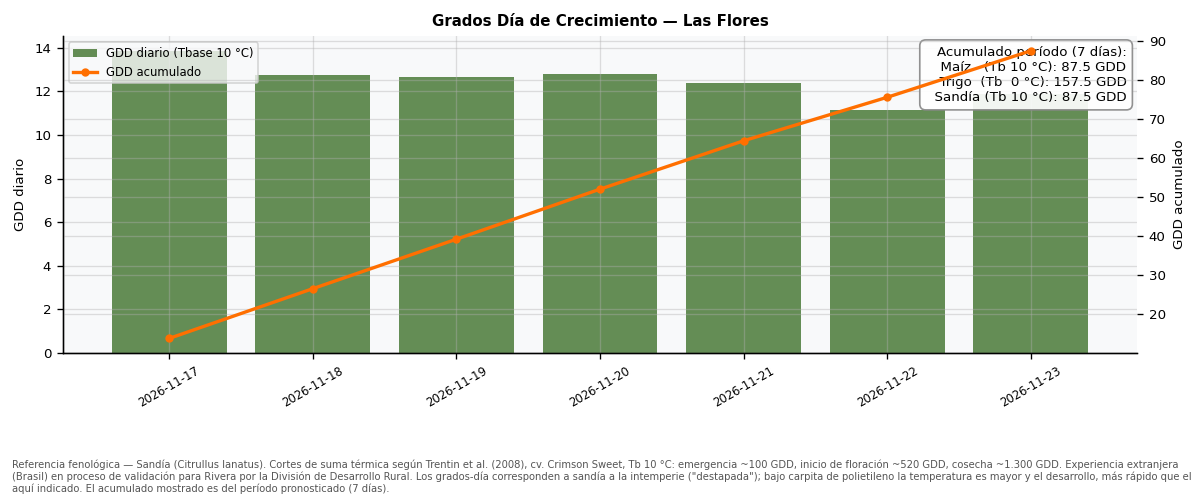 Grados Día de Crecimiento — Las Flores
GDD diario (Tbase 10 °C)
GDD acumulado
Acumulado período (7 días):
Maíz (Tb 10 °C): 87.5 GDD
Trigo (Tb 0 °C): 157.5 GDD
Sandía (Tb 10 °C): 87.5 GDD
GDD diario
14
12
10
8
6
4
2
0
GDD acumulado
90
80
70
60
50
40
30
20
2026-11-17
2026-11-18
2026-11-19
2026-11-20
2026-11-21
2026-11-22
2026-11-23
Referencia fenológica — Sandía (Citrullus lanatus). Cortes de suma térmica según Trentin et al. (2008), cv. Crimson Sweet, Tb 10 °C: emergencia ~100 GDD, inicio de floración ~520 GDD, cosecha ~1.300 GDD. Experiencia extranjera
(Brasil) en proceso de validación para Rivera por la División de Desarrollo Rural. Los grados-día corresponden a sandía a la intemperie ("destapada"); bajo carpita de polietileno la temperatura es mayor y el desarrollo, más rápido que el
aquí indicado. El acumulado mostrado es del período pronosticado (7 días).